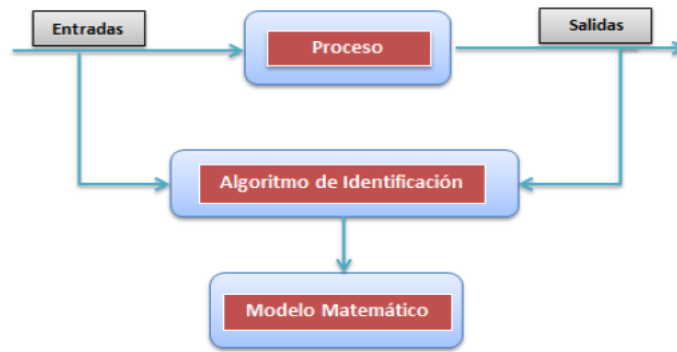 Entradas
Proceso
Salidas
Algoritmo de Identificación
Modelo Matemático